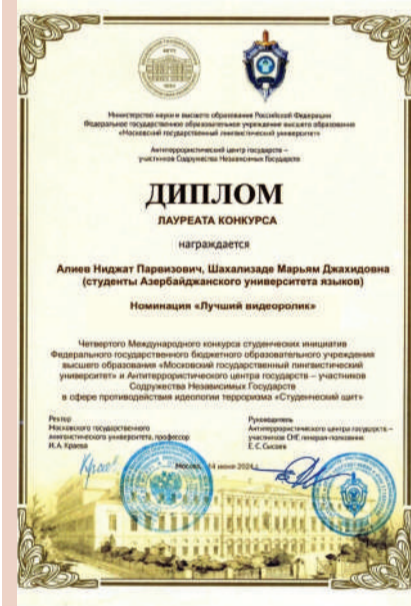 Министерство науки и высшего образования Российской Федерации
Федеральное государственное образовательное учреждение высшего образования
«Московский государственный лингвистический университет»
Антитеррористический центр государств –
участников Содружества Независимых Государств
ДИПЛОМ
ЛАУРЕАТА КОНКУРСА
награждается
Алиев Ниджат Парвизович, Шахализаде Марьям Джахидовна
(студенты Азербайджанского университета языков)
Номинация «Лучший видеоролик»
Четвертого Международного конкурса студенческих инициатив
Федерального государственного бюджетного образовательного учреждения
высшего образования «Московский государственный лингвистический
университет» и Антитеррористического центра государств – участников
Содружества Независимых Государств
в сфере противодействия идеологии терроризма «Студенческий щит»
Ректор
Московского государственного
лингвистического университета, профессор
И.А. Краева
Руководитель
Антитеррористического центра государств –
участников СНГ генерал-полковник
Е.С. Сысоев
Москва, 14 июня 2024 г.